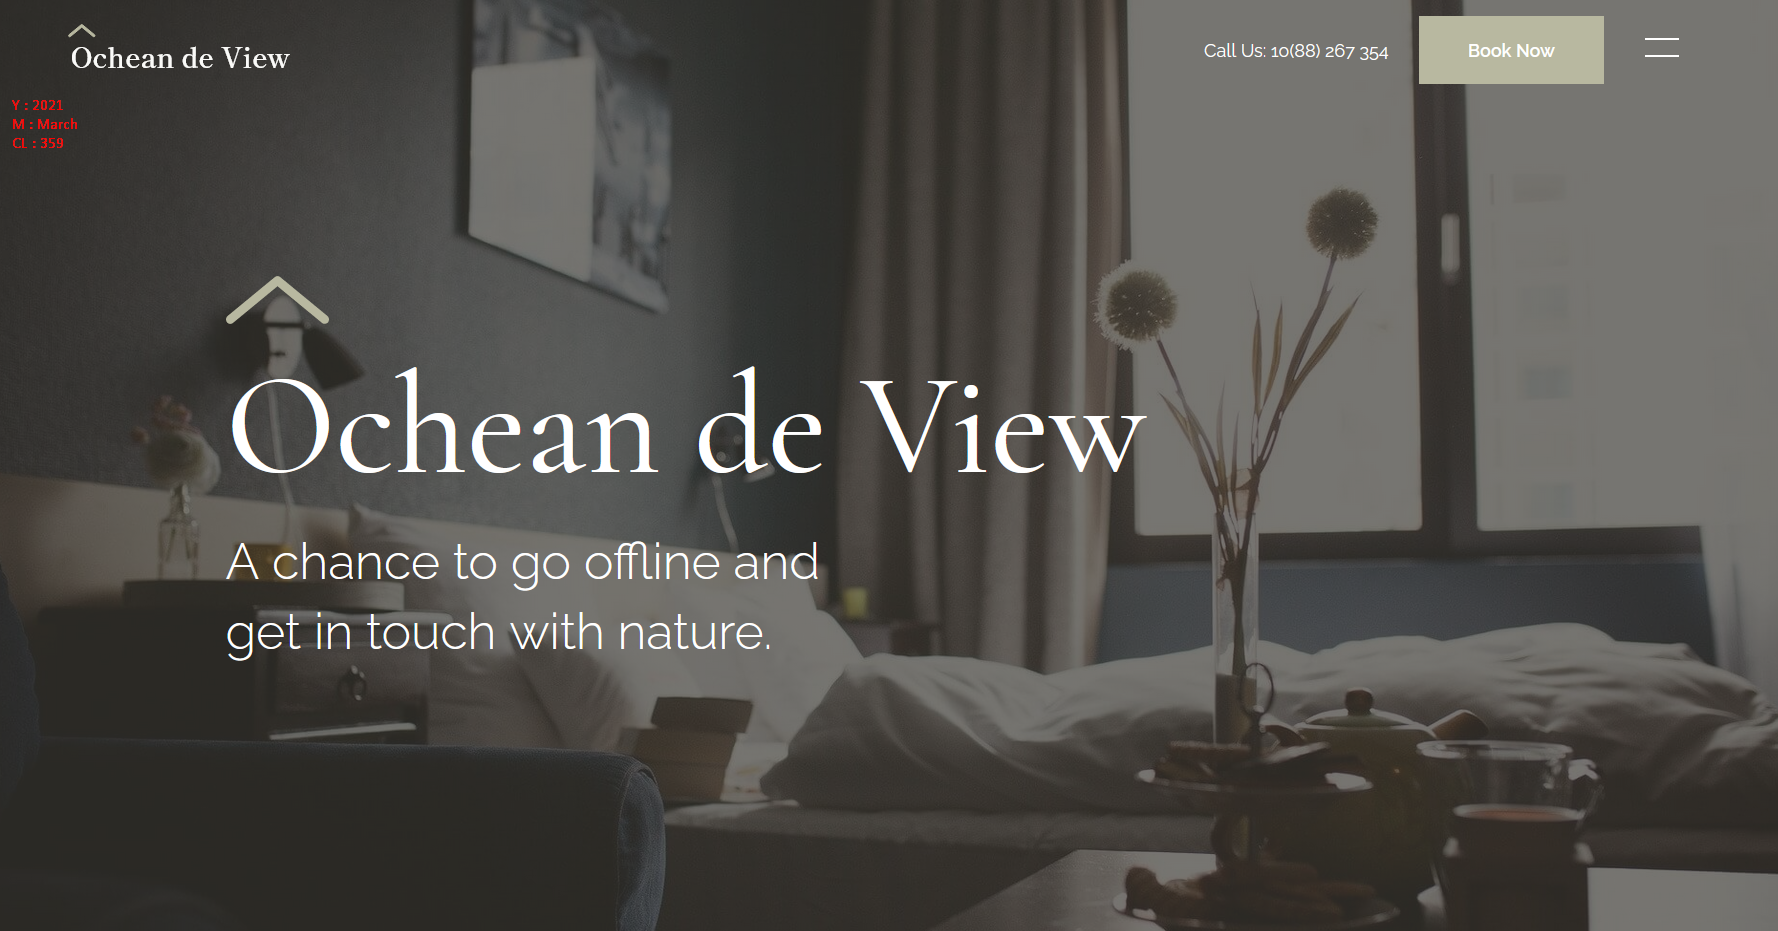 Ochean de View
Call Us: 10(88) 267 354
Book Now
Y : 2021
M : March
CL : 359
Ochean de View
A chance to go offline and
get in touch with nature.